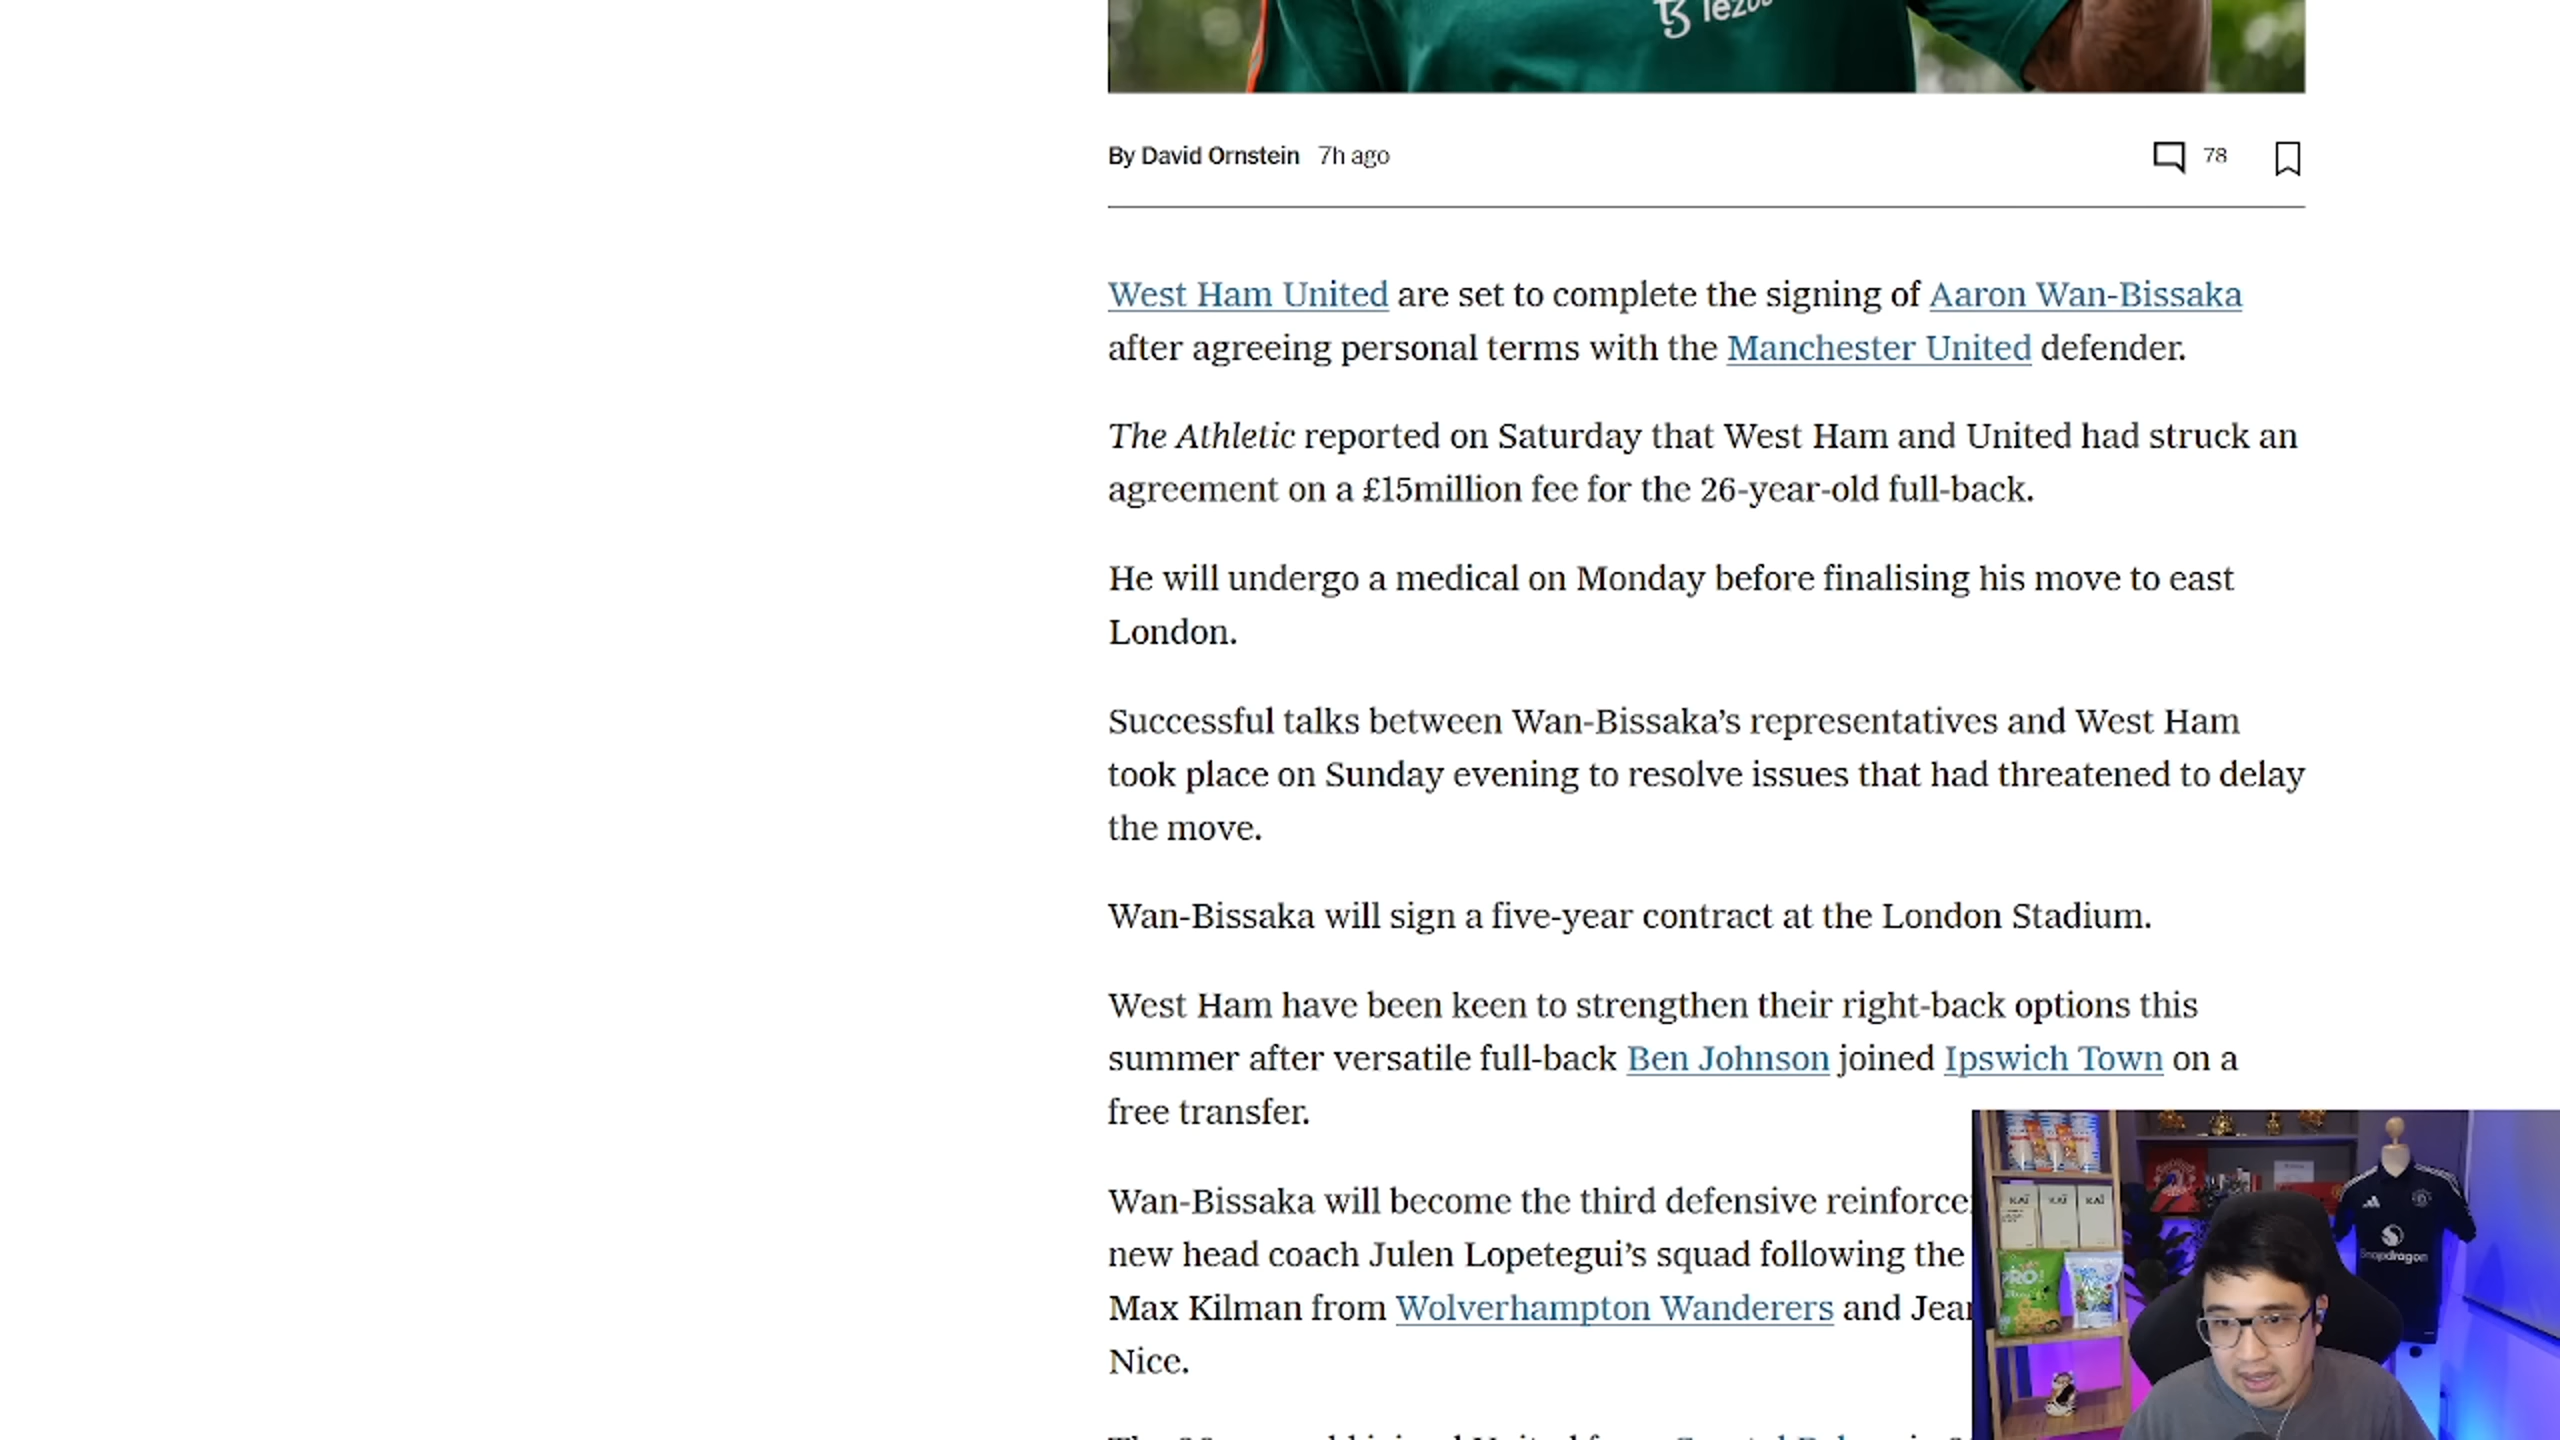 By David Ornstein 7h ago
78
West Ham United are set to complete the signing of Aaron Wan-Bissaka
after agreeing personal terms with the Manchester United defender.
The Athletic reported on Saturday that West Ham and United had struck an
agreement on a £15million fee for the 26-year-old full-back.
He will undergo a medical on Monday before finalising his move to east
London.
Successful talks between Wan-Bissaka’s representatives and West Ham
took place on Sunday evening to resolve issues that had threatened to delay
the move.
Wan-Bissaka will sign a five-year contract at the London Stadium.
West Ham have been keen to strengthen their right-back options this
summer after versatile full-back Ben Johnson joined Ipswich Town on a
free transfer.
Wan-Bissaka will become the third defensive
new head coach Julen Lopetegui’s squad following the
Max Kilman from Wolverhampton Wanderers and
Nice.
KAÏ KAÏ KAÏ
PRO!
Snapdragon